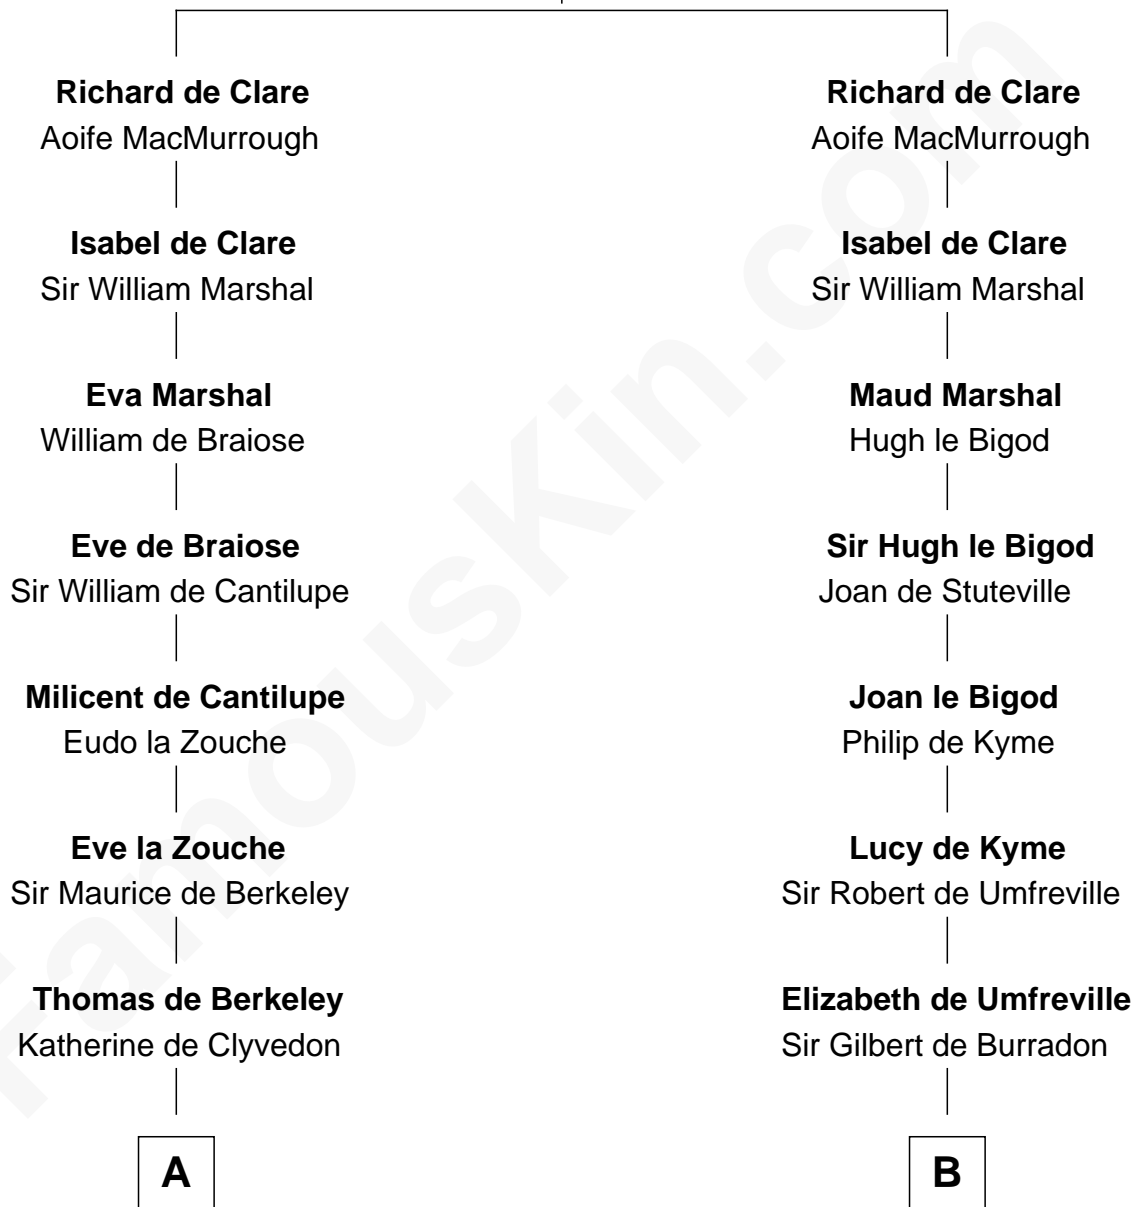 Richard de Clare
Aoife MacMurrough
Isabel de Clare
Sir William Marshal
Eva Marshal
William de Braiose
Eve de Braiose
Sir William de Cantilupe
Milicent de Cantilupe
Eudo la Zouche
Eve la Zouche
Sir Maurice de Berkeley
Thomas de Berkeley
Katherine de Clyvedon
A
Richard de Clare
Aoife MacMurrough
Isabel de Clare
Sir William Marshal
Maud Marshal
Hugh le Bigod
Sir Hugh le Bigod
Joan de Stuteville
Joan le Bigod
Philip de Kyme
Lucy de Kyme
Sir Robert de Umfreville
Elizabeth de Umfreville
Sir Gilbert de Burradon
B
FamousKin.com